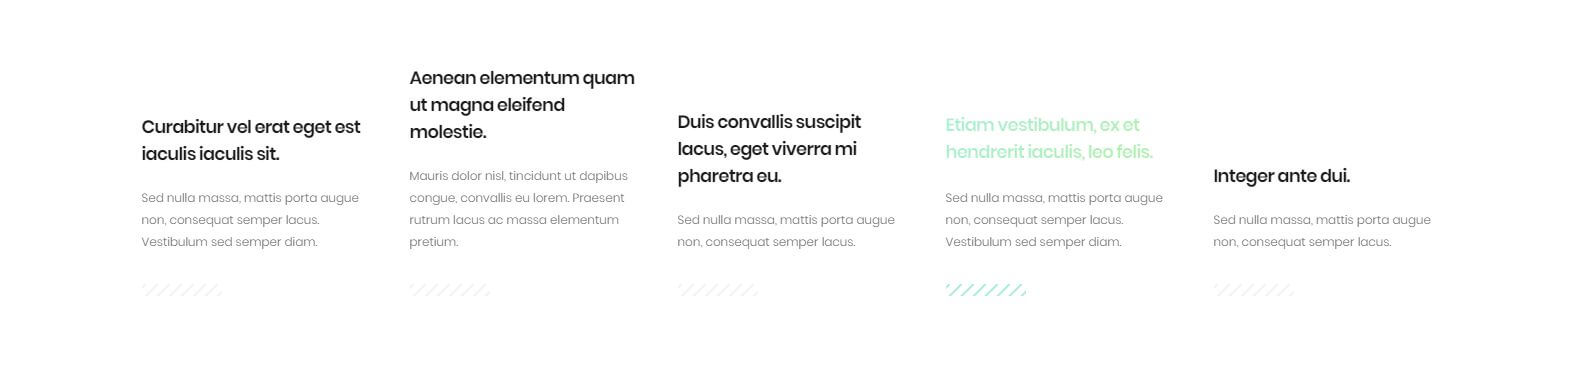 Curabitur vel erat eget est
iaculis iaculis sit.
Sed nulla massa, mattis porta augue
non, consequat semper lacus.
Vestibulum sed semper diam.
Aenean elementum quam
ut magna eleifend
molestie.
Mauris dolor nisl, tincidunt ut dapibus
congue, convallis eu lorem. Praesent
rutrum lacus ac massa elementum
pretium.
Duis convallis suscipit
lacus, eget viverra mi
pharetra eu.
Sed nulla massa, mattis porta augue
non, consequat semper lacus.
Etiam vestibulum, ex et
hendrerit iaculis, leo felis.
Sed nulla massa, mattis porta augue
non, consequat semper lacus.
Vestibulum sed semper diam.
Integer ante dui.
Sed nulla massa, mattis porta augue
non, consequat semper lacus.